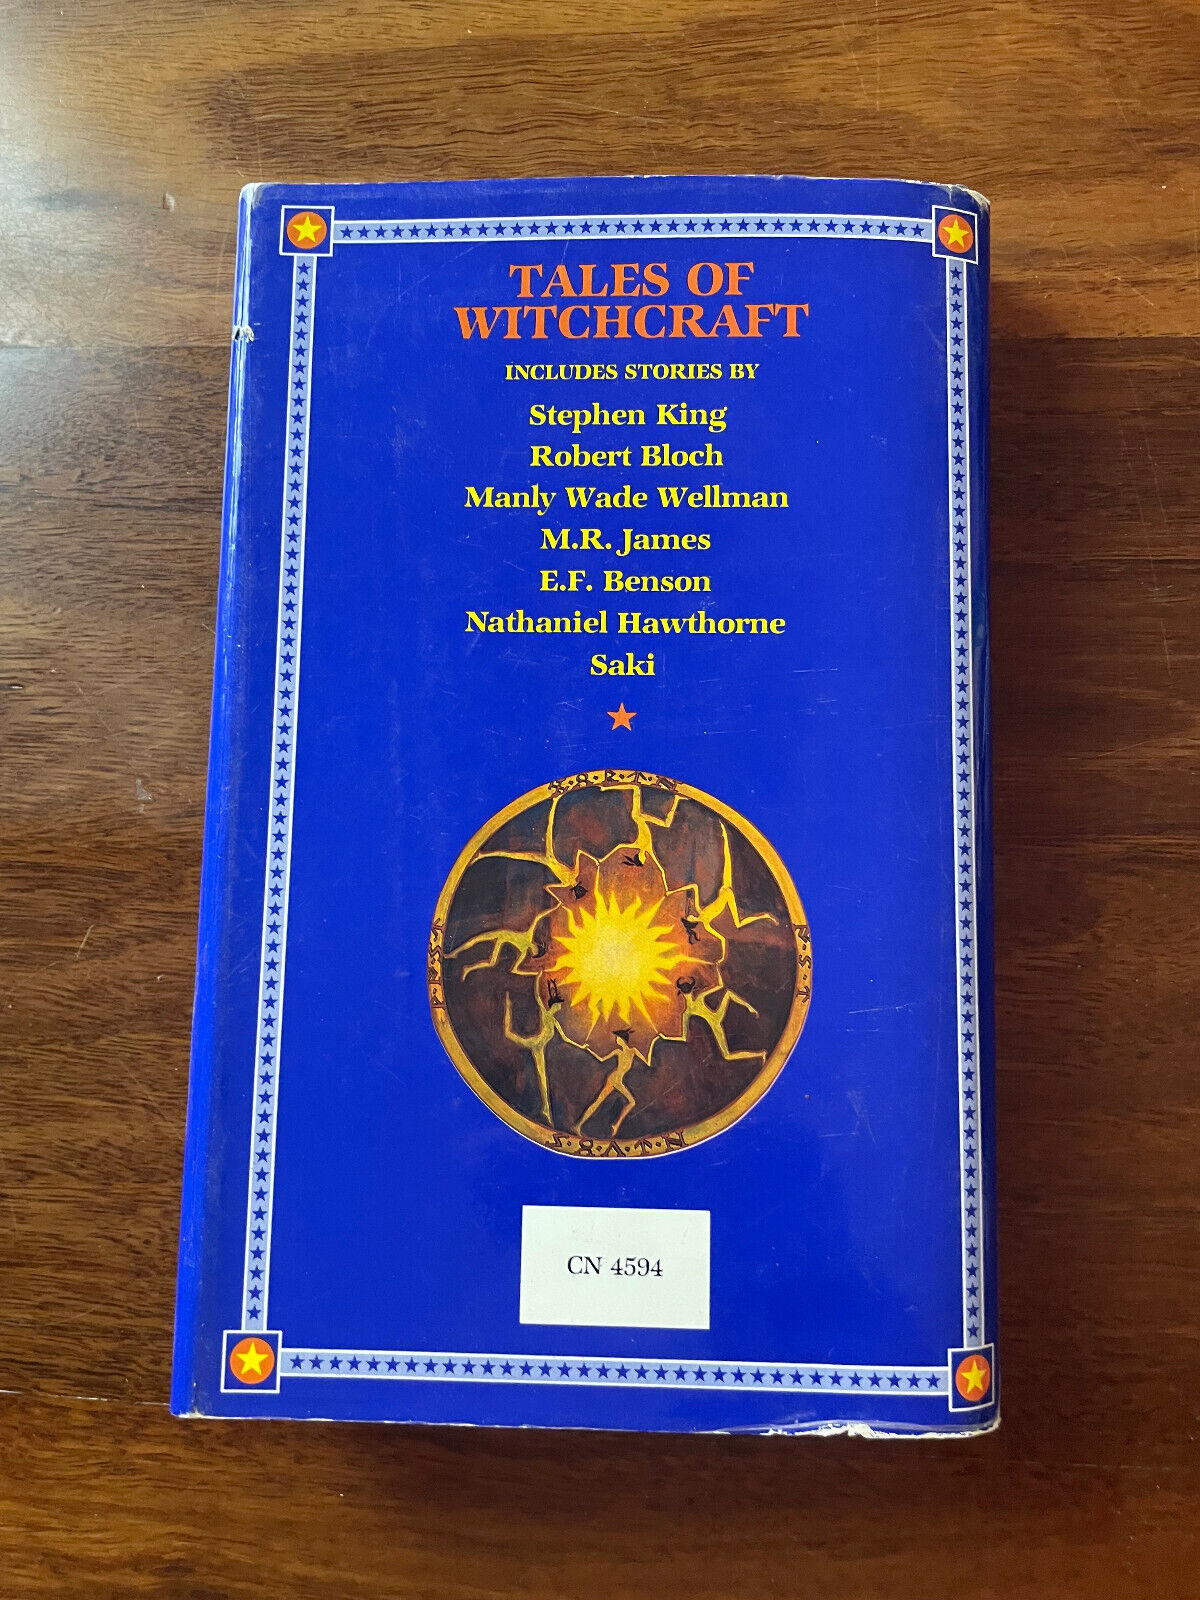 TALES OF
WITCHCRAFT
INCLUDES STORIES BY
Stephen King
Robert Bloch
Manly Wade Wellman
M.R. James
E.F. Benson
Nathaniel Hawthorne
Saki
CN 4594